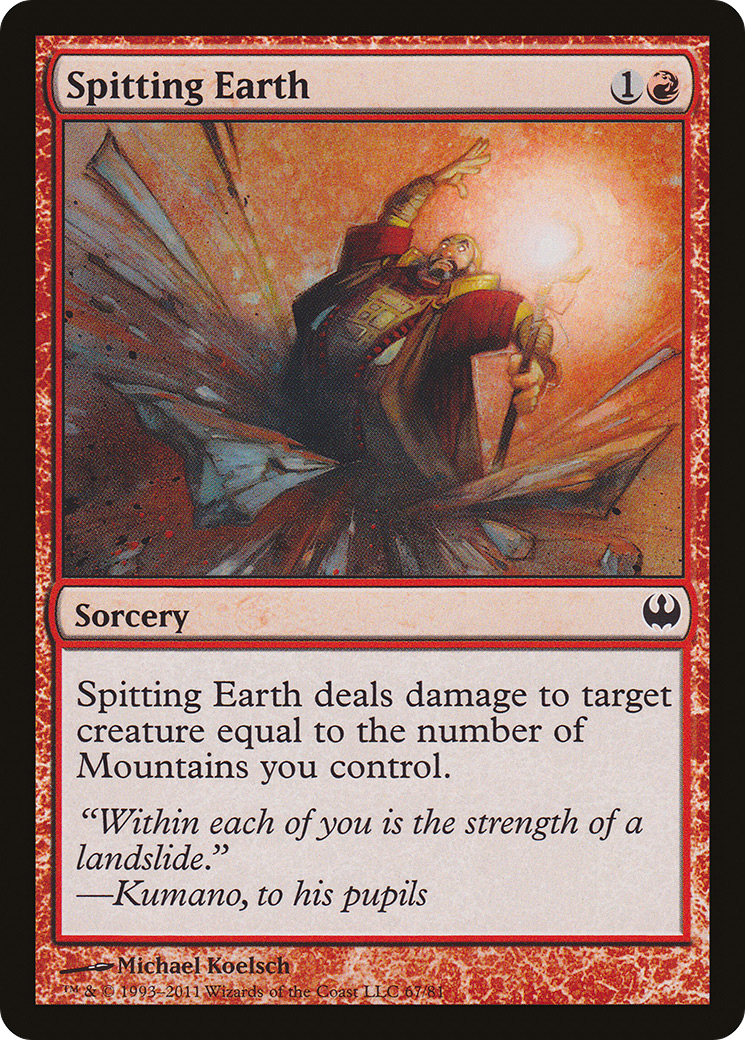 Spitting Earth 1
Sorcery
Spitting Earth deals damage to target
creature equal to the number of
Mountains you control.
“Within each of you is the strength of a
landslide.”
—Kumano, to his pupils
Michael Koelsch
™ & © 1993–2011 Wizards of the Coast LLC 67/81